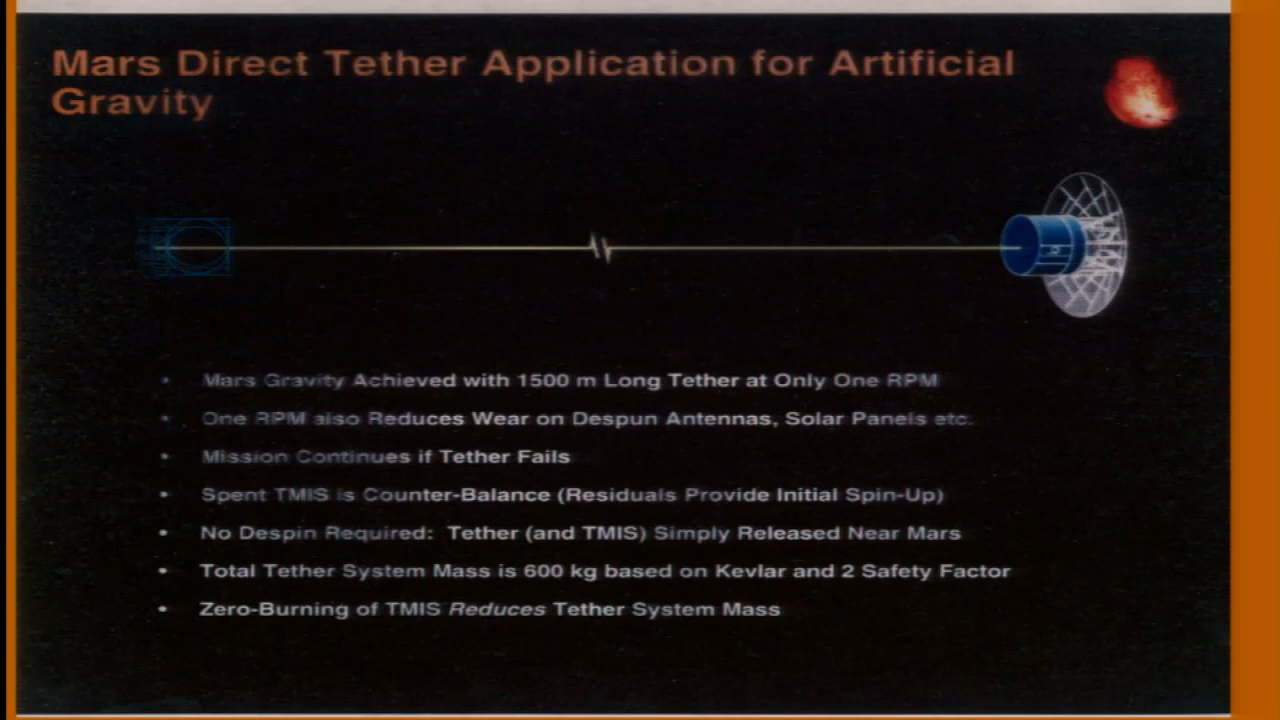 Mars Direct Tether Application for Artificial
Gravity
• Mars Gravity Achieved with 1500 m Long Tether at Only One RPM
• One RPM also Reduces Wear on Despun Antennas, Solar Panels etc.
• Mission Continues if Tether Fails
• Spent TMIS is Counter-Balance (Residuals Provide Initial Spin-Up)
• No Despin Required: Tether (and TMIS) Simply Released Near Mars
• Total Tether System Mass is 600 kg based on Kevlar and 2 Safety Factor
• Zero-Burning of TMIS Reduces Tether System Mass